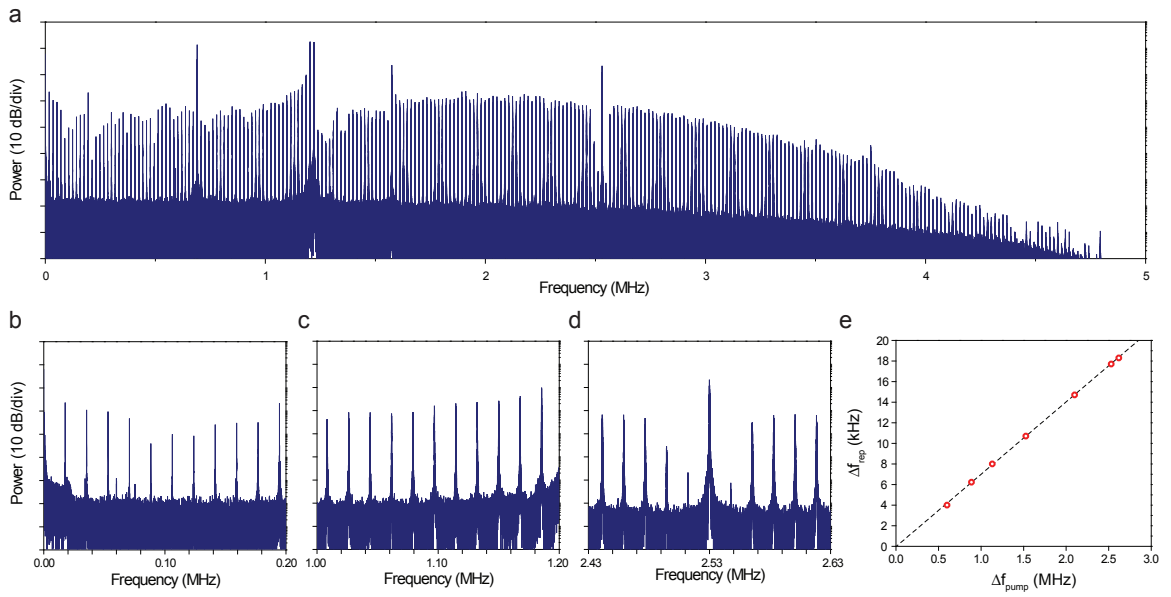 a
Power (10 dB/div)
0 1 2 3 4 5
Frequency (MHz)
b c d e
Power (10 dB/div)
0.00 0.10 0.20
Frequency (MHz)
1.00 1.10 1.20
Frequency (MHz)
2.43 2.53 2.63
Frequency (MHz)
Δf_rep (kHz)
20
18
16
14
12
10
8
6
4
2
0
0 0.5 1.0 1.5 2.0 2.5 3.0
Δf_pump (MHz)